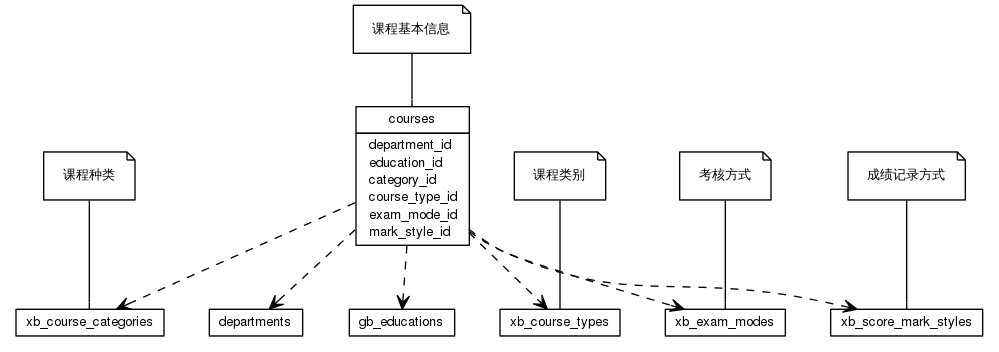 课程基本信息
courses
department_id
education_id
category_id
course_type_id
exam_mode_id
mark_style_id
课程种类
课程类别
考核方式
成绩记录方式
xb_course_categories
departments
gb_educations
xb_course_types
xb_exam_modes
xb_score_mark_styles